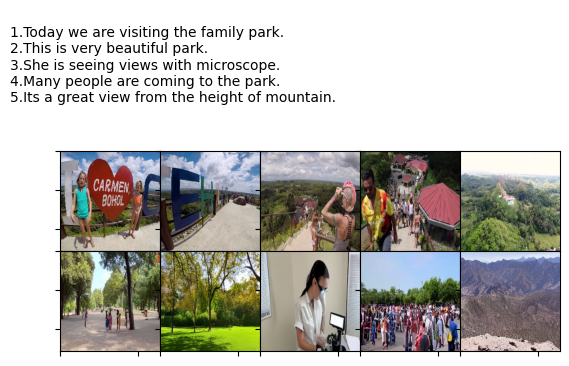 1.Today we are visiting the family park.
2.This is very beautiful park.
3.She is seeing views with microscope.
4.Many people are coming to the park.
5.Its a great view from the height of mountain.
I CARMEN
BOHOL